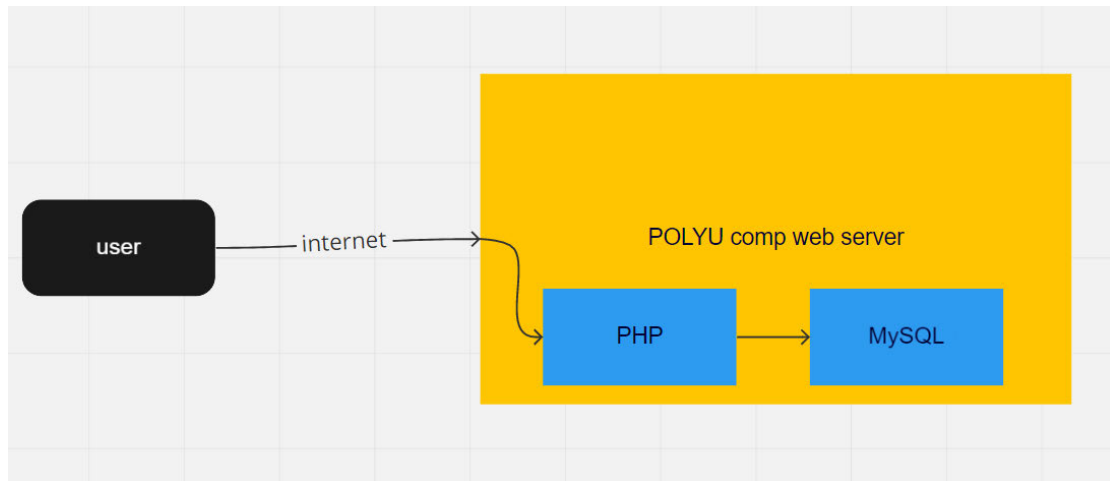 user
internet
POLYU comp web server
PHP
MySQL